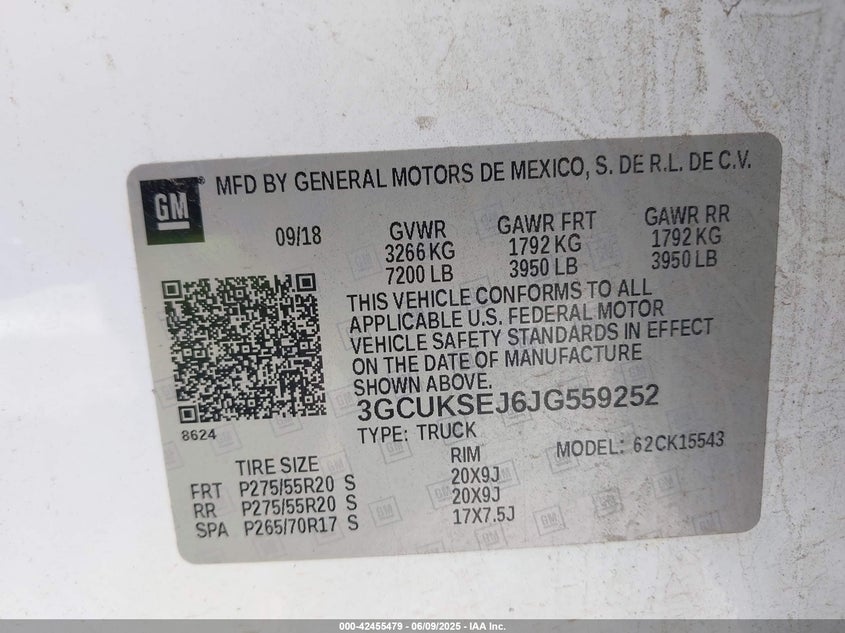 GM
MFD BY GENERAL MOTORS DE MEXICO, S. DE R.L. DE C.V.
09/18 GVWR GAWR FRT GAWR RR
3266 KG 1792 KG 1792 KG
7200 LB 3950 LB 3950 LB
THIS VEHICLE CONFORMS TO ALL
APPLICABLE U.S. FEDERAL MOTOR
VEHICLE SAFETY STANDARDS IN EFFECT
ON THE DATE OF MANUFACTURE
SHOWN ABOVE.
3GCUKSEJ6JG559252
8624
TYPE: TRUCK MODEL: 62CK15543
TIRE SIZE RIM
FRT P275/55R20 S 20X9J
RR P275/55R20 S 20X9J
SPA P265/70R17 S 17X7.5J
000-42455479 - 06/09/2025 - IAA Inc.